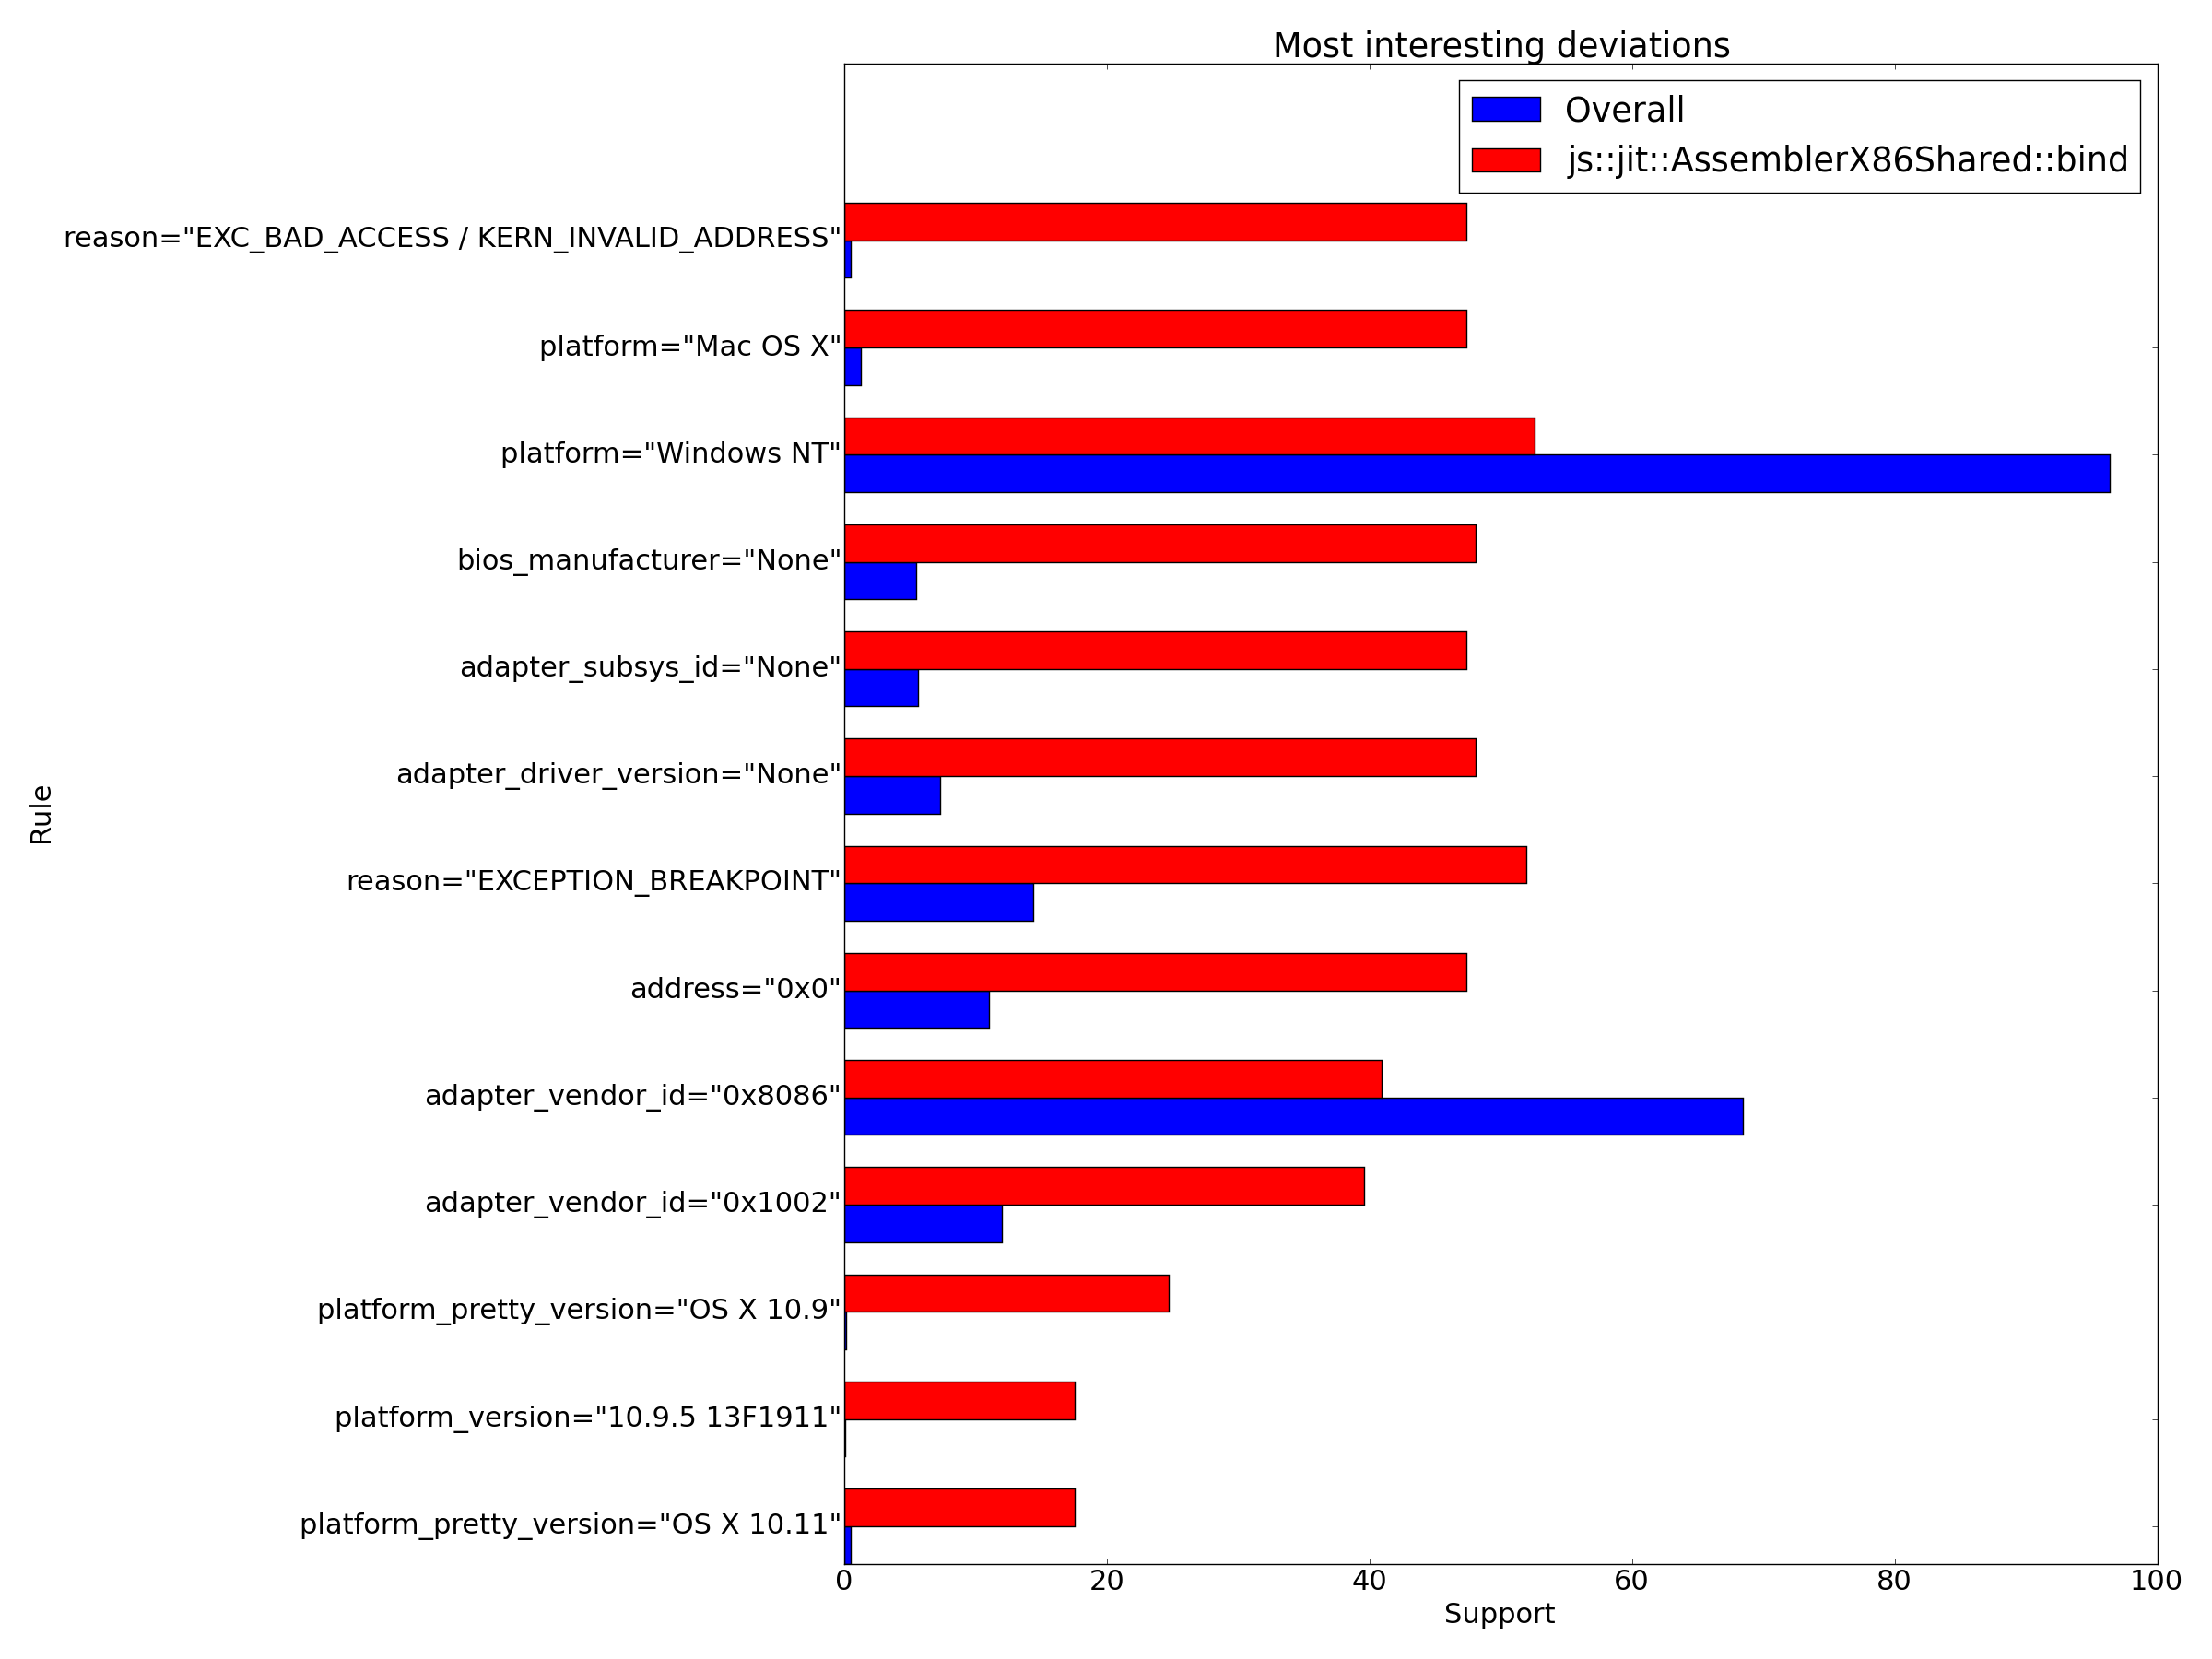 Most interesting deviations
Overall
js::jit::AssemblerX86Shared::bind
reason="EXC_BAD_ACCESS / KERN_INVALID_ADDRESS"
platform="Mac OS X"
platform="Windows NT"
bios_manufacturer="None"
adapter_subsys_id="None"
adapter_driver_version="None"
Rule
reason="EXCEPTION_BREAKPOINT"
address="0x0"
adapter_vendor_id="0x8086"
adapter_vendor_id="0x1002"
platform_pretty_version="OS X 10.9"
platform_version="10.9.5 13F1911"
platform_pretty_version="OS X 10.11"
0 20 40 60 80 100
Support